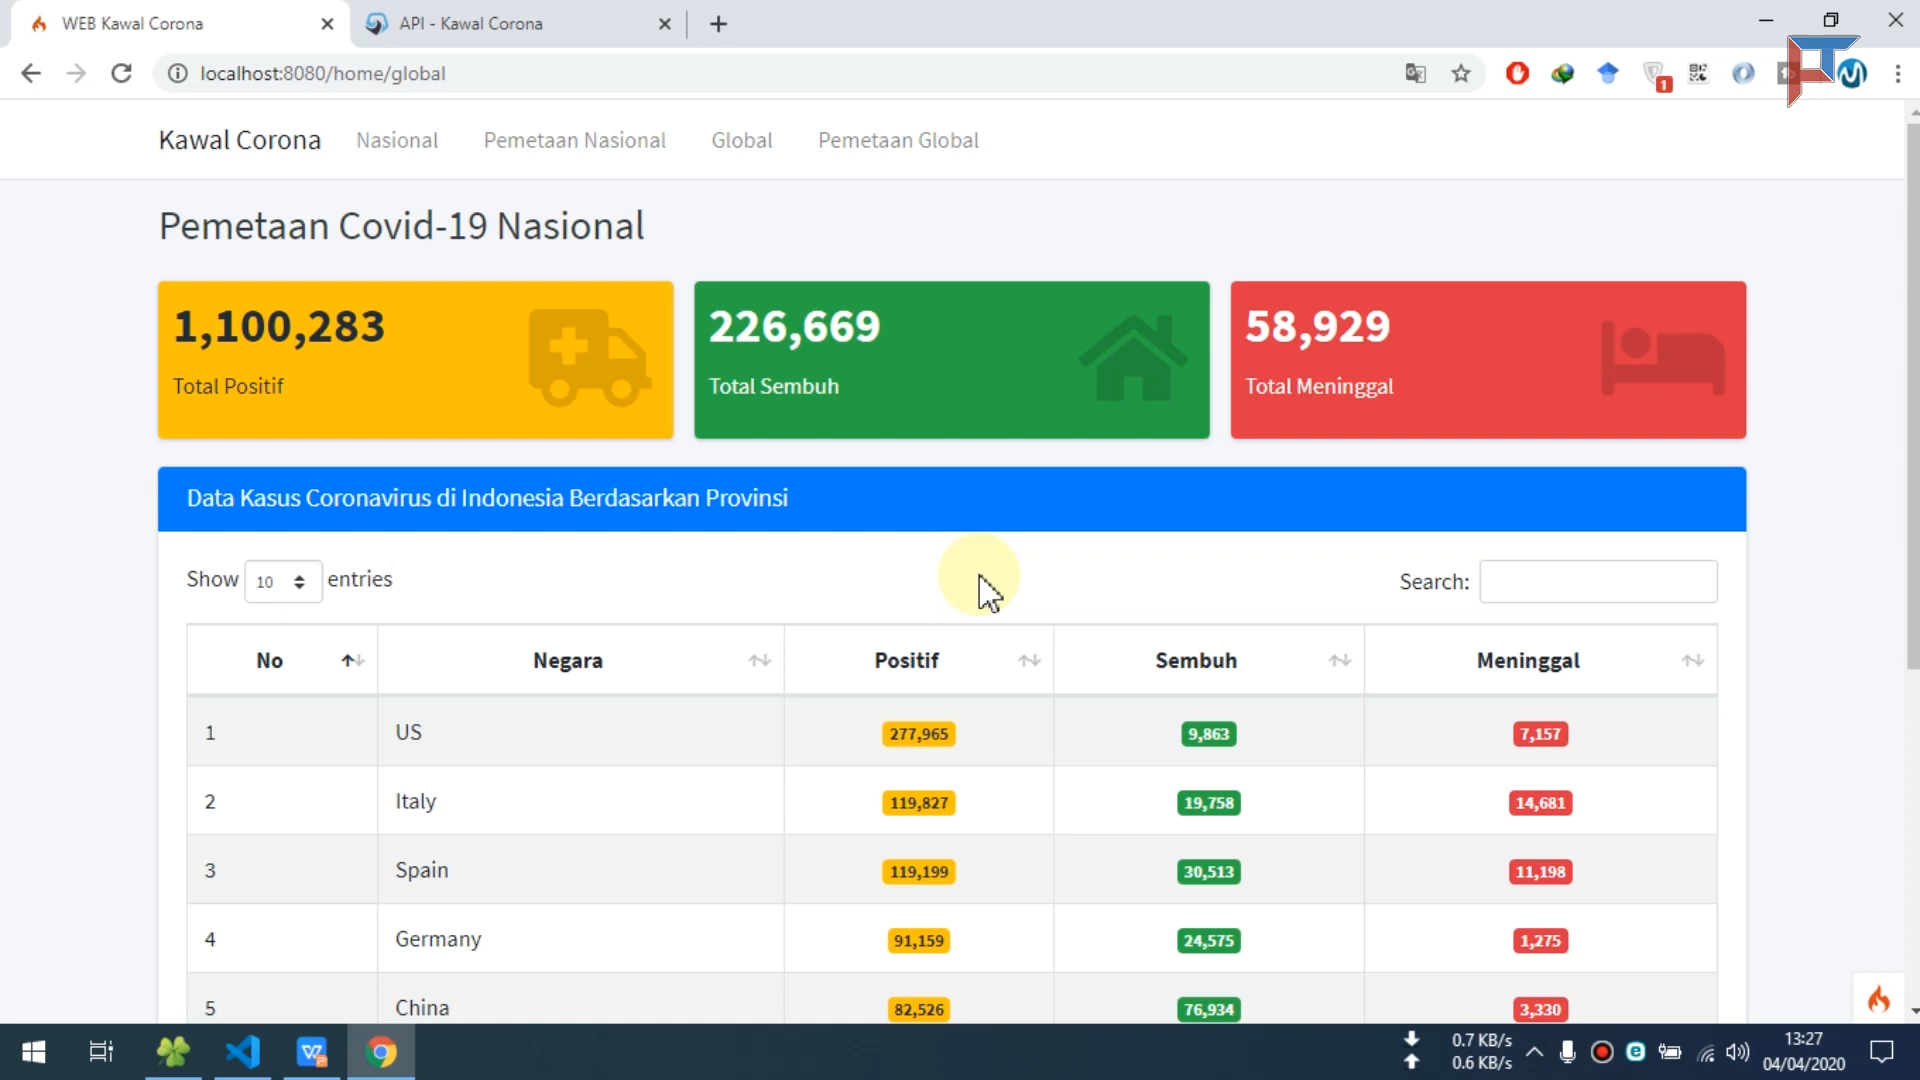 WEB Kawal Corona
API - Kawal Corona
localhost:8080/home/global
1
Kawal Corona Nasional Pemetaan Nasional Global Pemetaan Global
Pemetaan Covid-19 Nasional
1,100,283
Total Positif
226,669
Total Sembuh
58,929
Total Meninggal
Data Kasus Coronavirus di Indonesia Berdasarkan Provinsi
Show 10 entries
Search:
No Negara Positif Sembuh Meninggal
1 US 277,965 9,863 7,157
2 Italy 119,827 19,758 14,681
3 Spain 119,199 30,513 11,198
4 Germany 91,159 24,575 1,275
5 China 82,526 76,934 3,330
0.7 KB/s
0.6 KB/s
13:27
04/04/2020